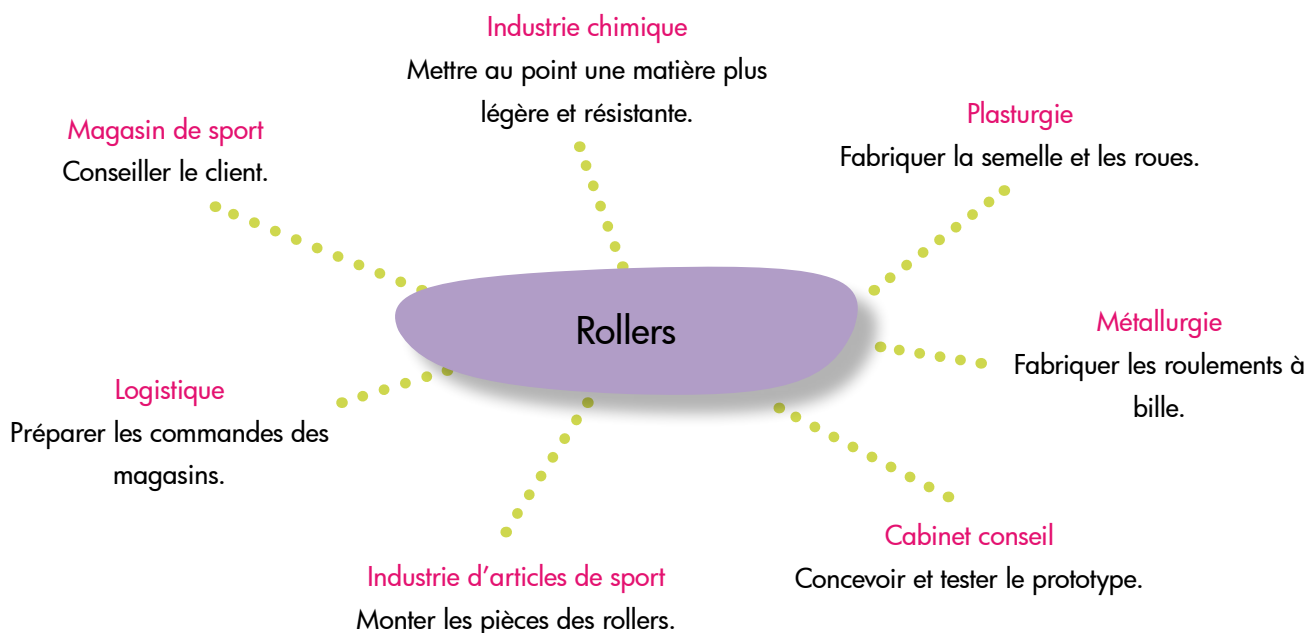 Industrie chimique
Mettre au point une matière plus
légère et résistante.
Plasturgie
Fabriquer la semelle et les roues.
Magasin de sport
Conseiller le client.
Rollers
Métallurgie
Fabriquer les roulements à
bille.
Logistique
Préparer les commandes des
magasins.
Cabinet conseil
Concevoir et tester le prototype.
Industrie d’articles de sport
Monter les pièces des rollers.